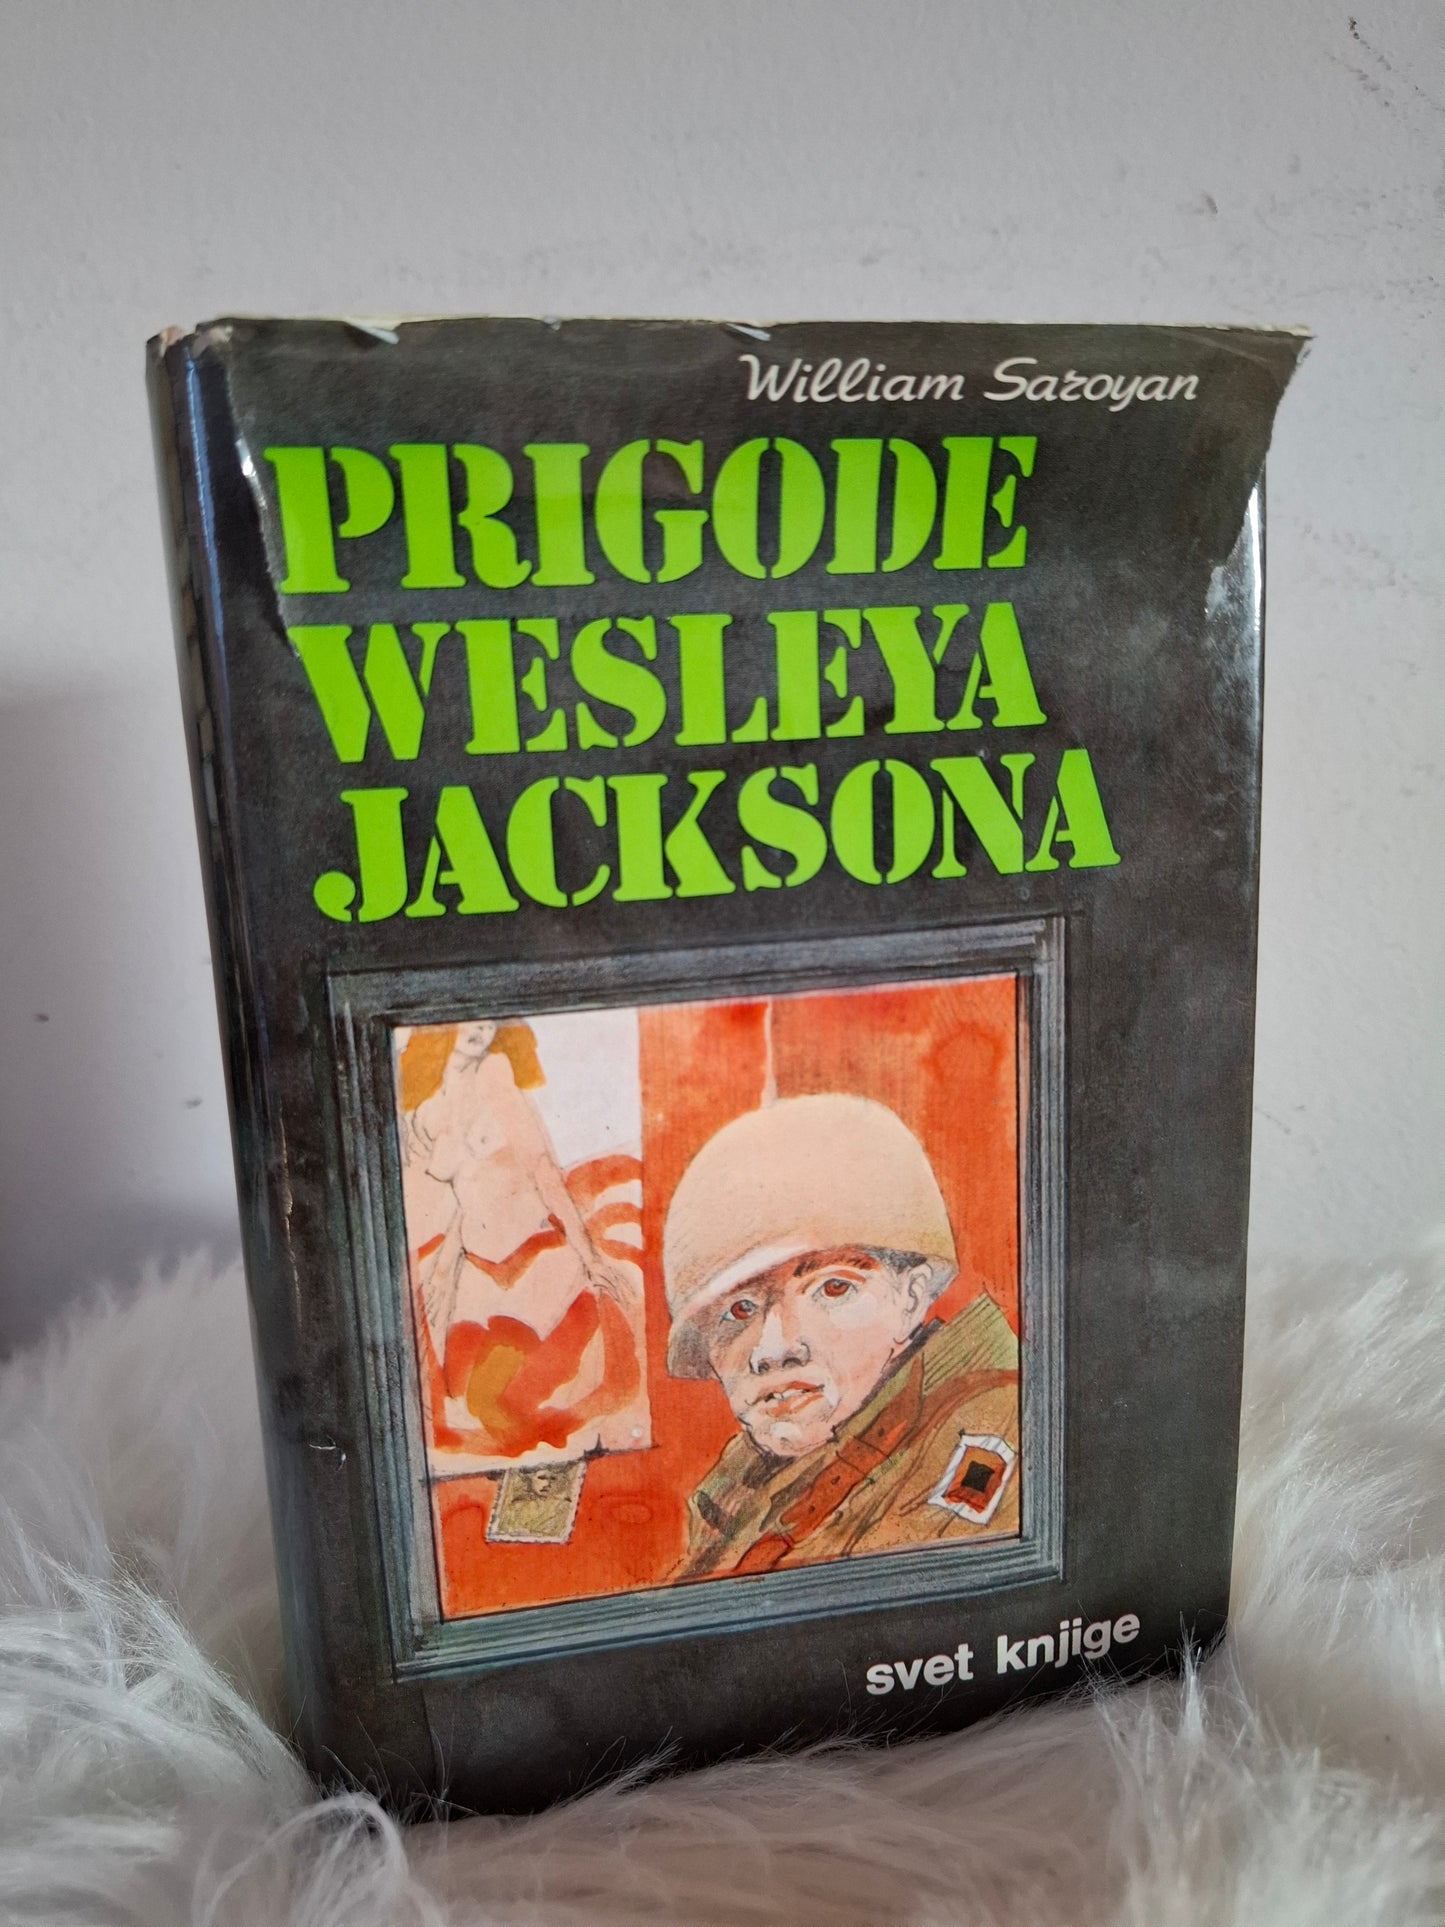 William Saroyan
PRIGODE
WESLEYA
JACKSONA
svet knjige